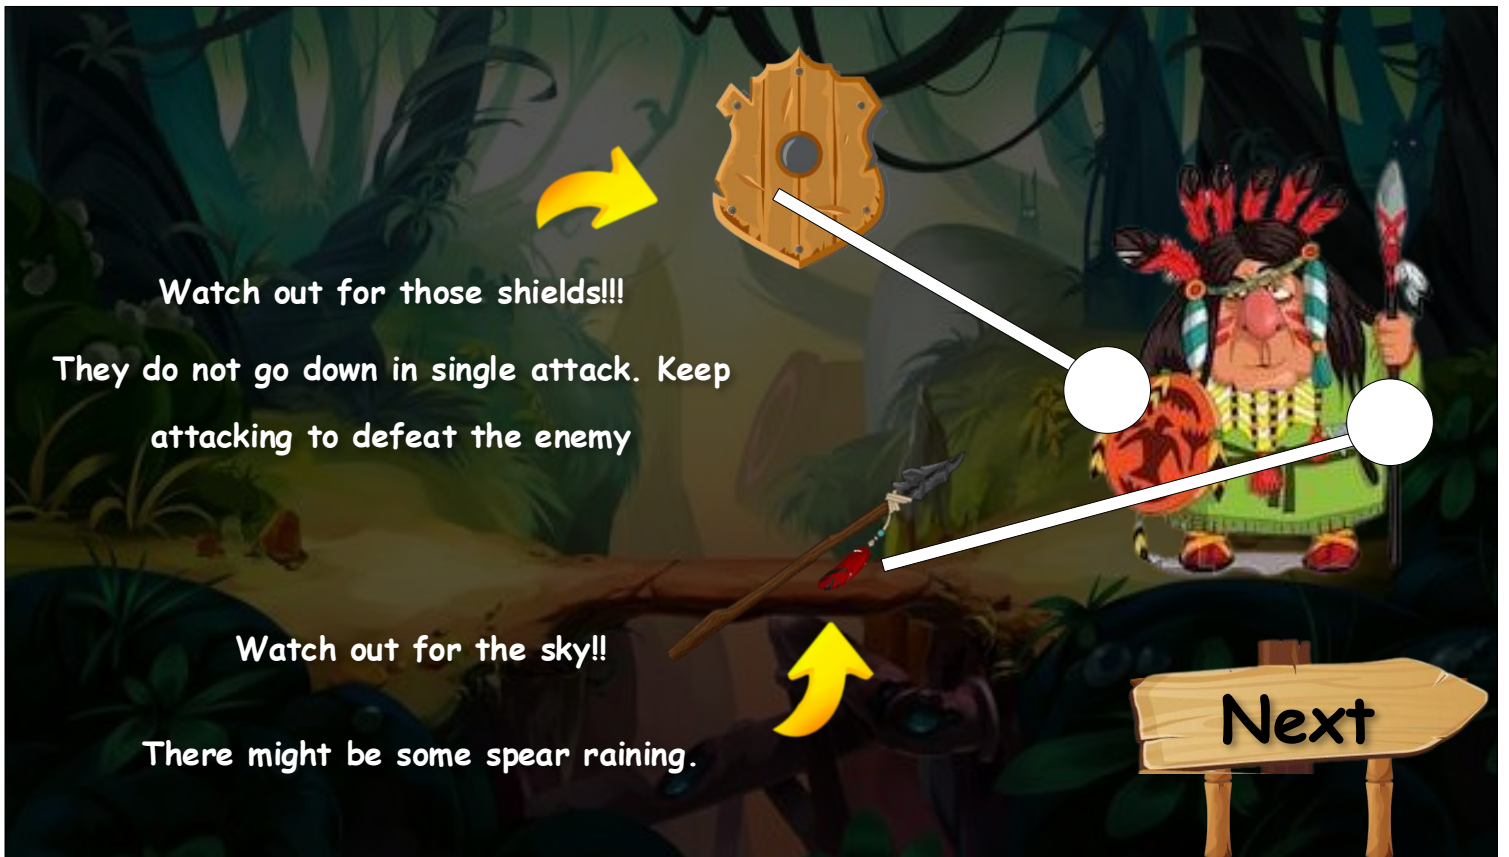 Watch out for those shields!!!
They do not go down in single attack. Keep
attacking to defeat the enemy
Watch out for the sky!!
There might be some spear raining.
Next